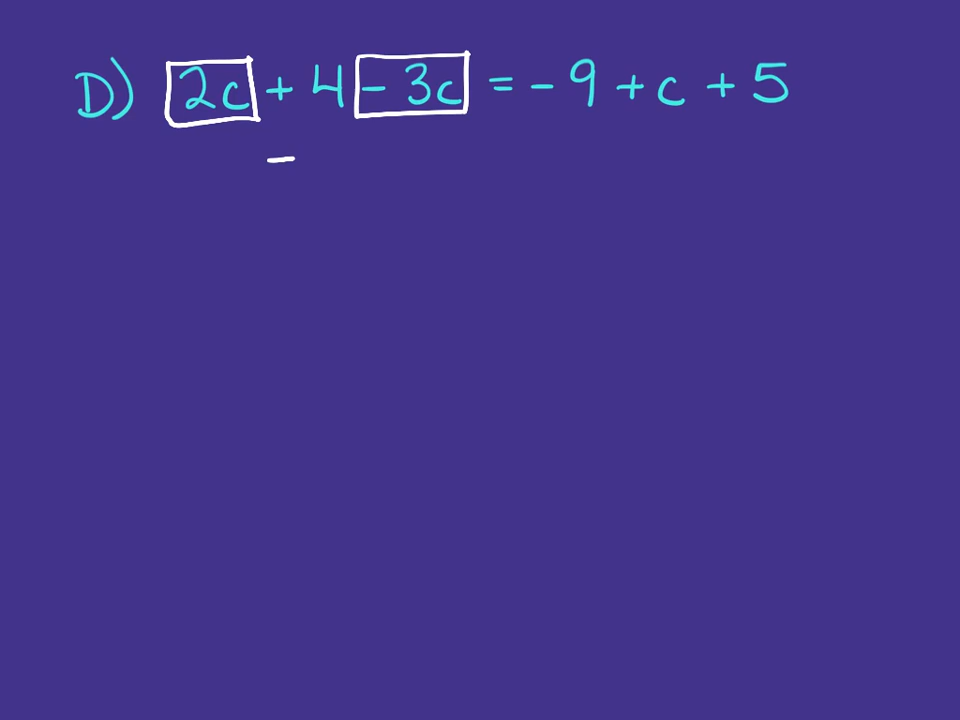 D) 2c + 4 - 3c = - 9 + c + 5
-